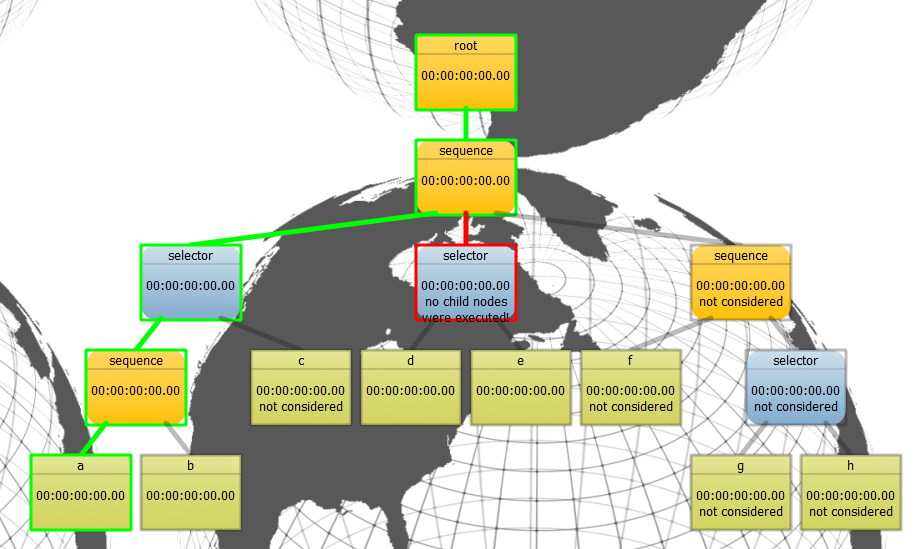 root
00:00:00:00.00
sequence
00:00:00:00.00
selector
00:00:00:00.00
selector
00:00:00:00.00
no child nodes
were executed!
sequence
00:00:00:00.00
not considered
sequence
00:00:00:00.00
c
00:00:00:00.00
not considered
d
00:00:00:00.00
e
00:00:00:00.00
f
00:00:00:00.00
not considered
selector
00:00:00:00.00
not considered
a
00:00:00:00.00
b
00:00:00:00.00
g
00:00:00:00.00
not considered
h
00:00:00:00.00
not considered